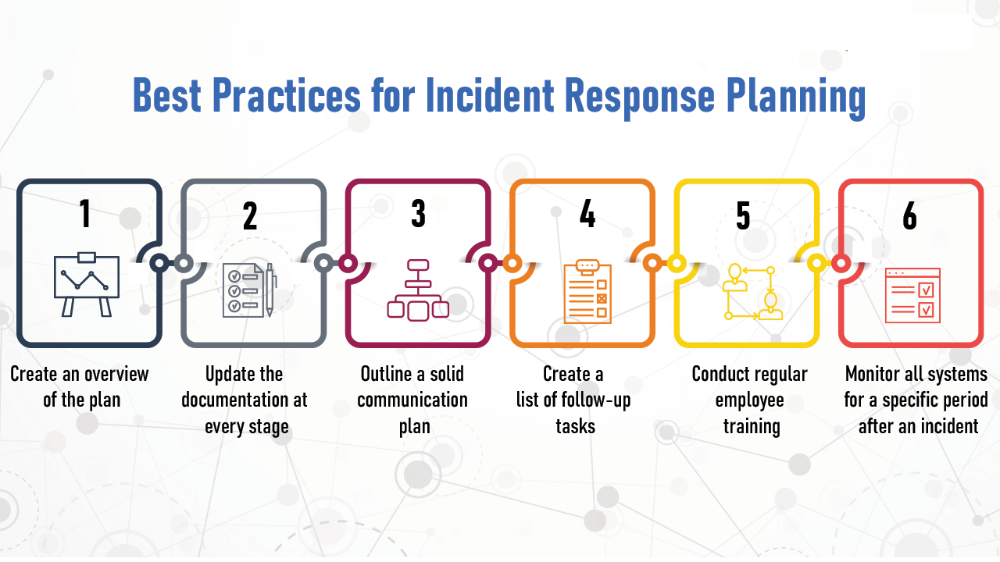 Best Practices for Incident Response Planning
1
2
3
4
5
6
Create an overview
of the plan
Update the
documentation at
every stage
Outline a solid
communication
plan
Create a
list of follow-up
tasks
Conduct regular
employee
training
Monitor all systems
for a specific period
after an incident